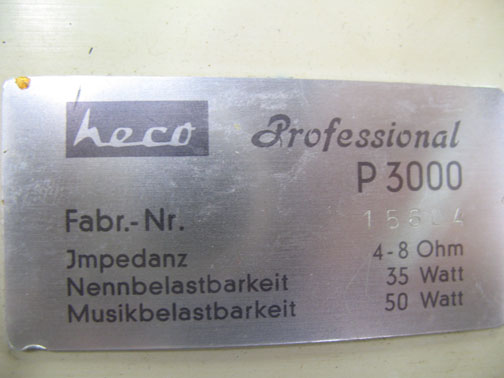 heco Professional
P 3000
Fabr.-Nr.
Jmpedanz 4-8 Ohm
Nennbelastbarkeit 35 Watt
Musikbelastbarkeit 50 Watt